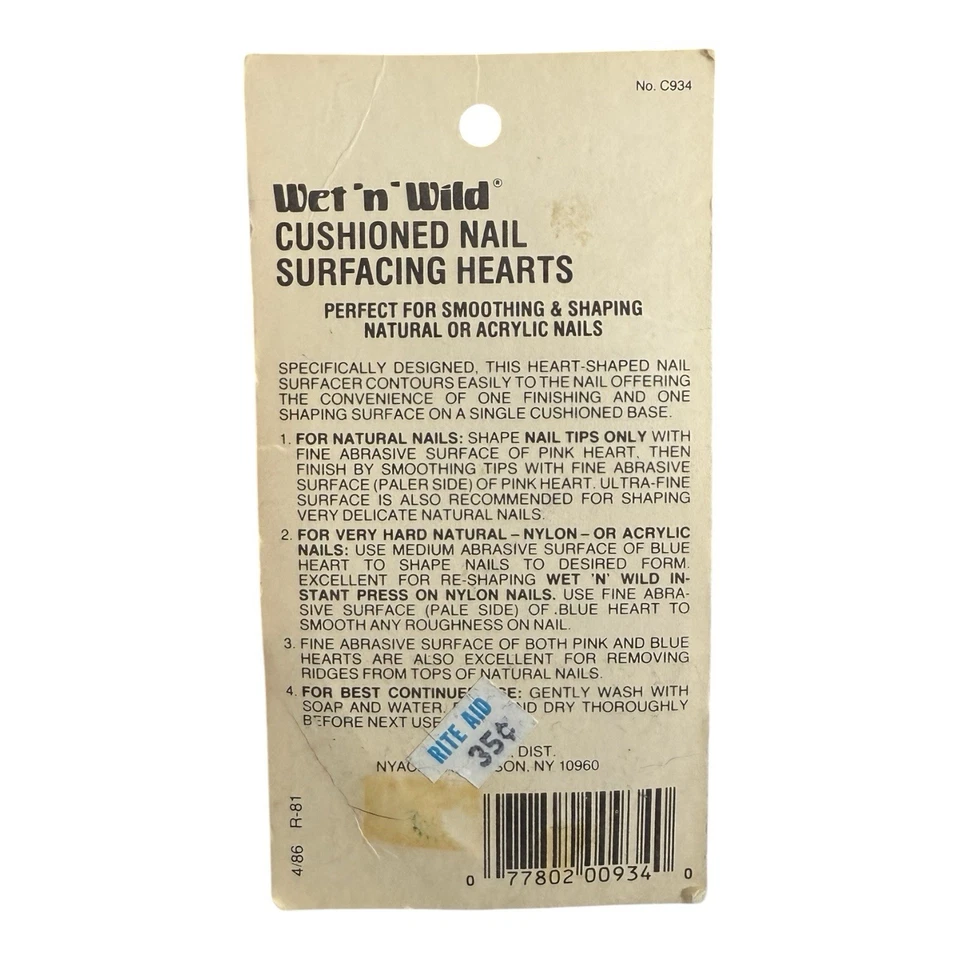 No. C934
Wet 'n' Wild®
CUSHIONED NAIL
SURFACING HEARTS
PERFECT FOR SMOOTHING & SHAPING
NATURAL OR ACRYLIC NAILS
SPECIFICALLY DESIGNED, THIS HEART-SHAPED NAIL
SURFACER CONTOURS EASILY TO THE NAIL OFFERING
THE CONVENIENCE OF ONE FINISHING AND ONE
SHAPING SURFACE ON A SINGLE CUSHIONED BASE.
1. FOR NATURAL NAILS: SHAPE NAIL TIPS ONLY WITH
FINE ABRASIVE SURFACE OF PINK HEART, THEN
FINISH BY SMOOTHING TIPS WITH FINE ABRASIVE
SURFACE (PALER SIDE) OF PINK HEART. ULTRA-FINE
SURFACE IS ALSO RECOMMENDED FOR SHAPING
VERY DELICATE NATURAL NAILS.
2. FOR VERY HARD NATURAL – NYLON – OR ACRYLIC
NAILS: USE MEDIUM ABRASIVE SURFACE OF BLUE
HEART TO SHAPE NAILS TO DESIRED FORM.
EXCELLENT FOR RE-SHAPING WET 'N' WILD IN-
STANT PRESS ON NYLON NAILS. USE FINE ABRA-
SIVE SURFACE (PALE SIDE) OF BLUE HEART TO
SMOOTH ANY ROUGHNESS ON NAIL.
3. FINE ABRASIVE SURFACE OF BOTH PINK AND BLUE
HEARTS ARE ALSO EXCELLENT FOR REMOVING
RIDGES FROM TOPS OF NATURAL NAILS.
4. FOR BEST GENTLY WASH WITH
SOAP AND WATER, DRY THOROUGHLY
BEFORE NEXT USE
RITE AID
35¢
DIST.
NY 10960
4/86 R-81
0 77802 00934 0